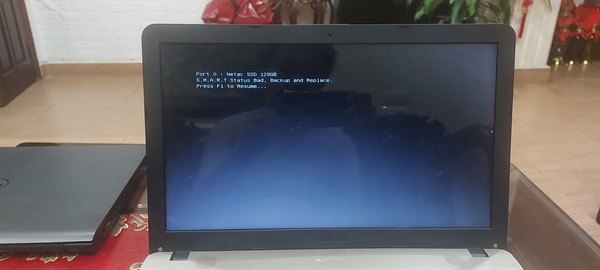 Port 0 : Netac SSD 128GB
S.M.A.R.T Status Bad, Backup and Replace.
Press F1 to Resume...